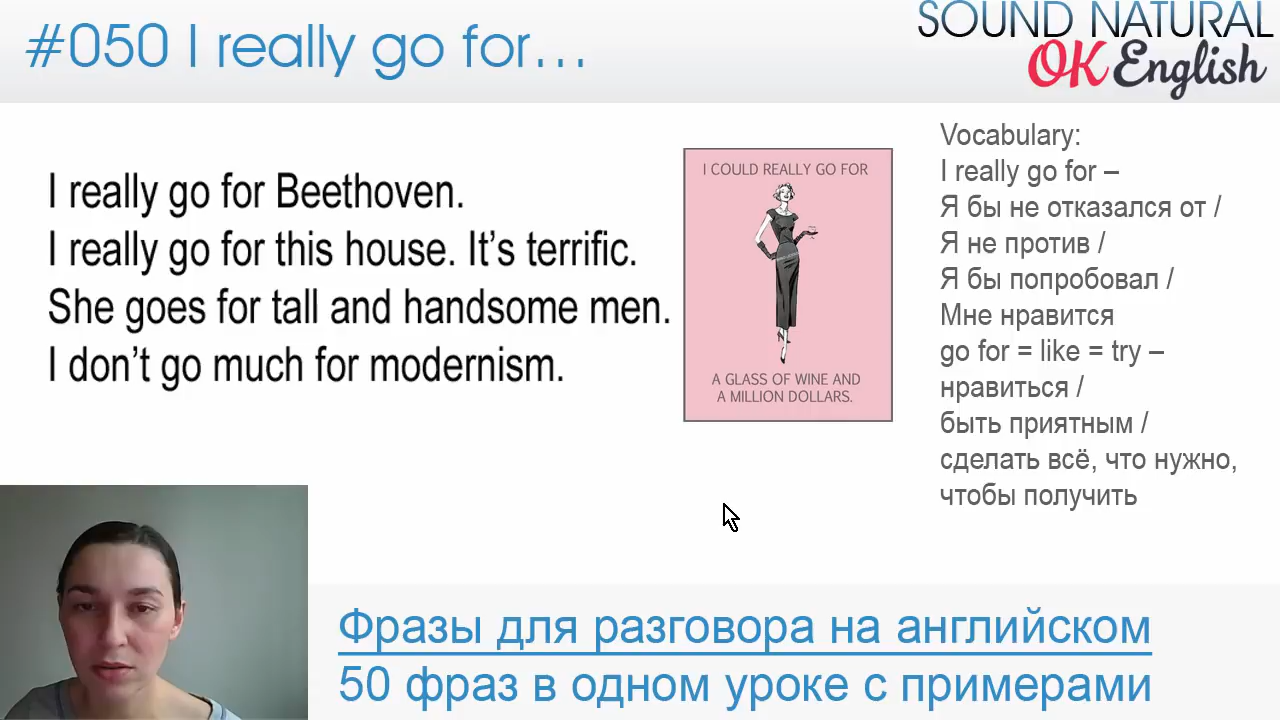 #050 I really go for…
SOUND NATURAL
OK English
I really go for Beethoven.
I really go for this house. It’s terrific.
She goes for tall and handsome men.
I don’t go much for modernism.
I COULD REALLY GO FOR
A GLASS OF WINE AND
A MILLION DOLLARS.
Vocabulary:
I really go for –
Я бы не отказался от /
Я не против /
Я бы попробовал /
Мне нравится
go for = like = try –
нравиться /
быть приятным /
сделать всё, что нужно,
чтобы получить
Фразы для разговора на английском
50 фраз в одном уроке с примерами